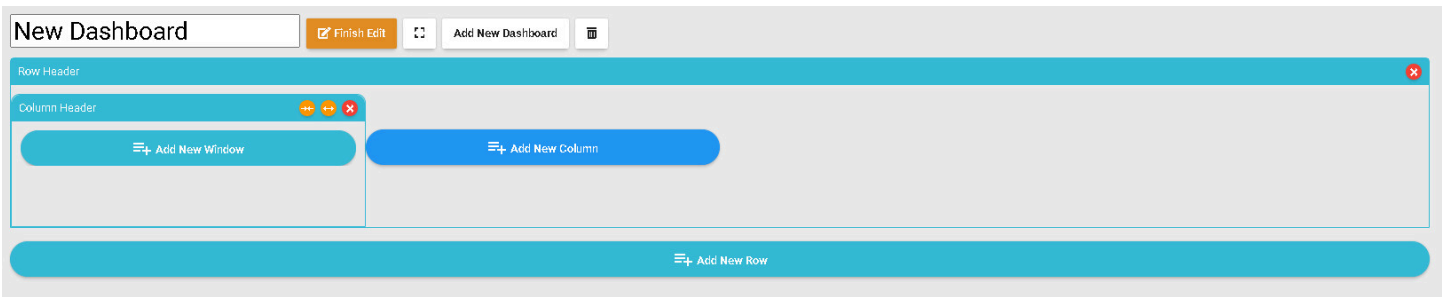 New Dashboard
Finish Edit
Add New Dashboard
Row Header
Column Header
Add New Window
Add New Column
Add New Row